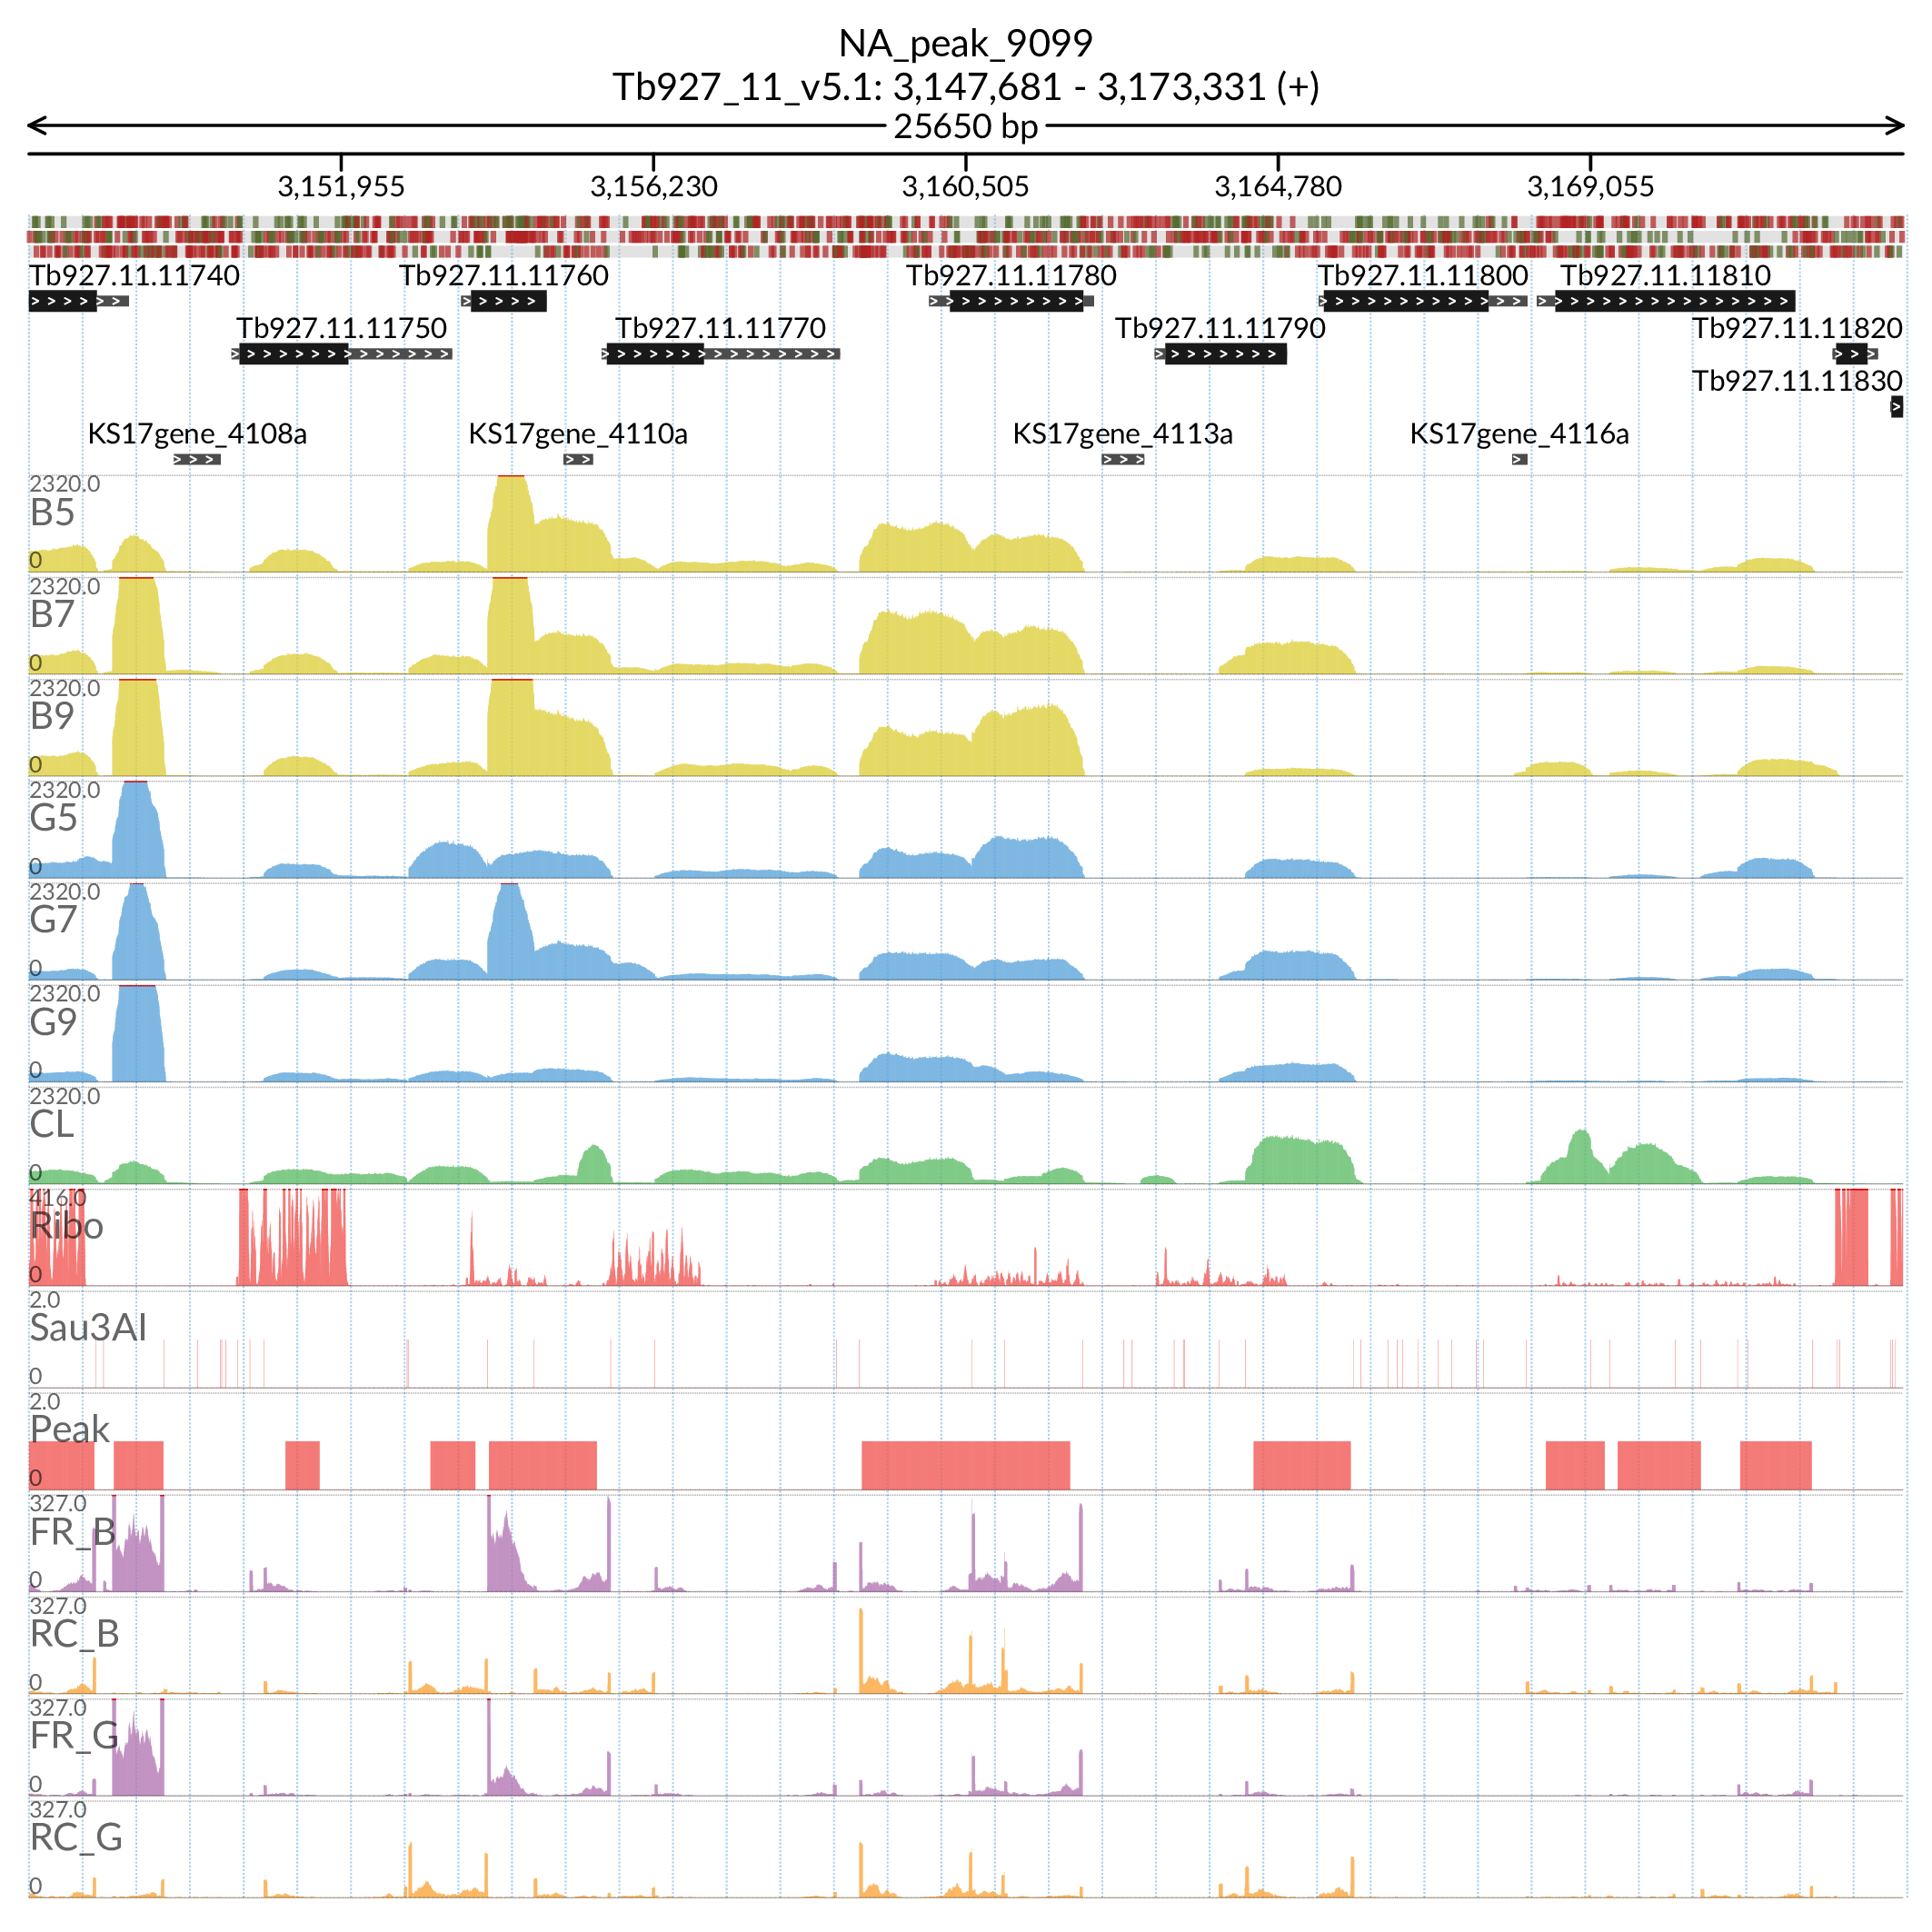 NA_peak_9099
Tb927_11_v5.1: 3,147,681 - 3,173,331 (+)
25650 bp
3,151,955 3,156,230 3,160,505 3,164,780 3,169,055
Tb927.11.11740 Tb927.11.11760 Tb927.11.11780 Tb927.11.11800 Tb927.11.11810
Tb927.11.11750 Tb927.11.11770 Tb927.11.11790 Tb927.11.11820
Tb927.11.11830
KS17gene_4108a KS17gene_4110a KS17gene_4113a KS17gene_4116a
2320.0
B5
0
2320.0
B7
0
2320.0
B9
0
2320.0
G5
0
2320.0
G7
0
2320.0
G9
0
2320.0
CL
0
416.0
Ribo
0
2.0
Sau3AI
0
2.0
Peak
0
327.0
FR_B
0
327.0
RC_B
0
327.0
FR_G
0
327.0
RC_G
0